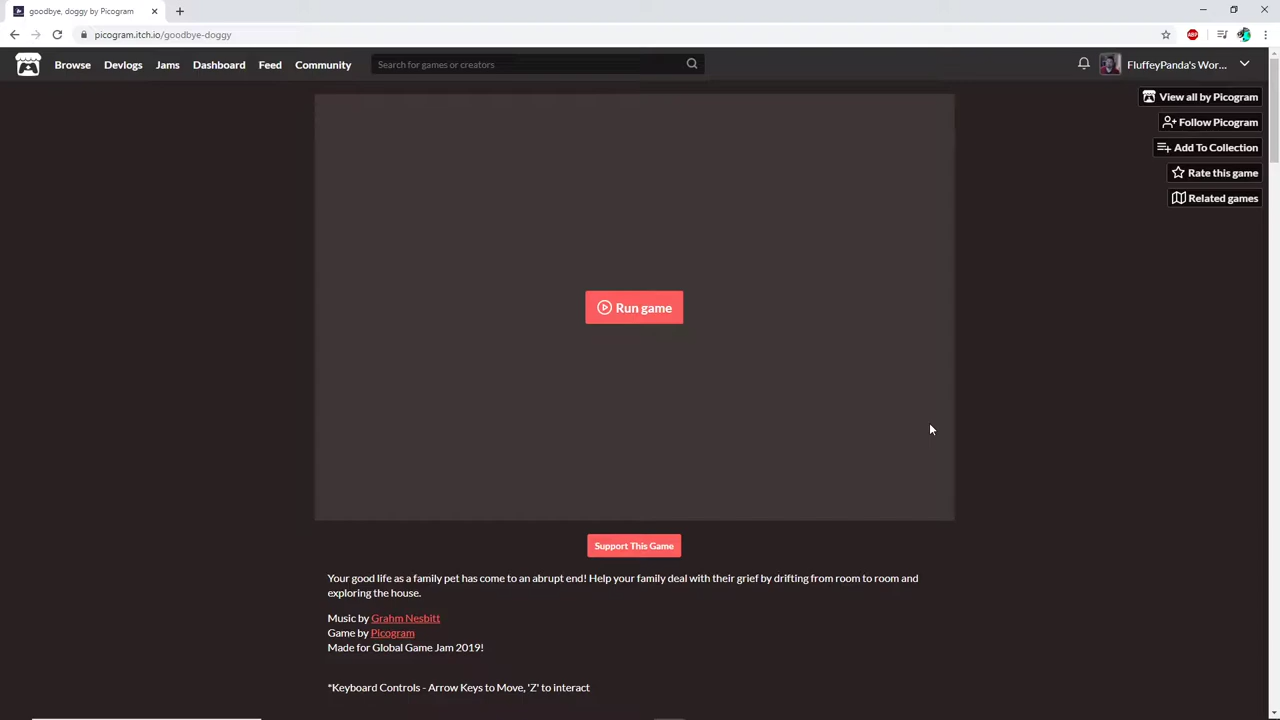 goodbye, doggy by Picogram
picogram.itch.io/goodbye-doggy
ABP
Browse Devlogs Jams Dashboard Feed Community Search for games or creators FluffeyPanda's Wor...
View all by Picogram
Follow Picogram
Add To Collection
Rate this game
Related games
Run game
Support This Game
Your good life as a family pet has come to an abrupt end! Help your family deal with their grief by drifting from room to room and
exploring the house.
Music by Grahm Nesbitt
Game by Picogram
Made for Global Game Jam 2019!
*Keyboard Controls - Arrow Keys to Move, 'Z' to interact